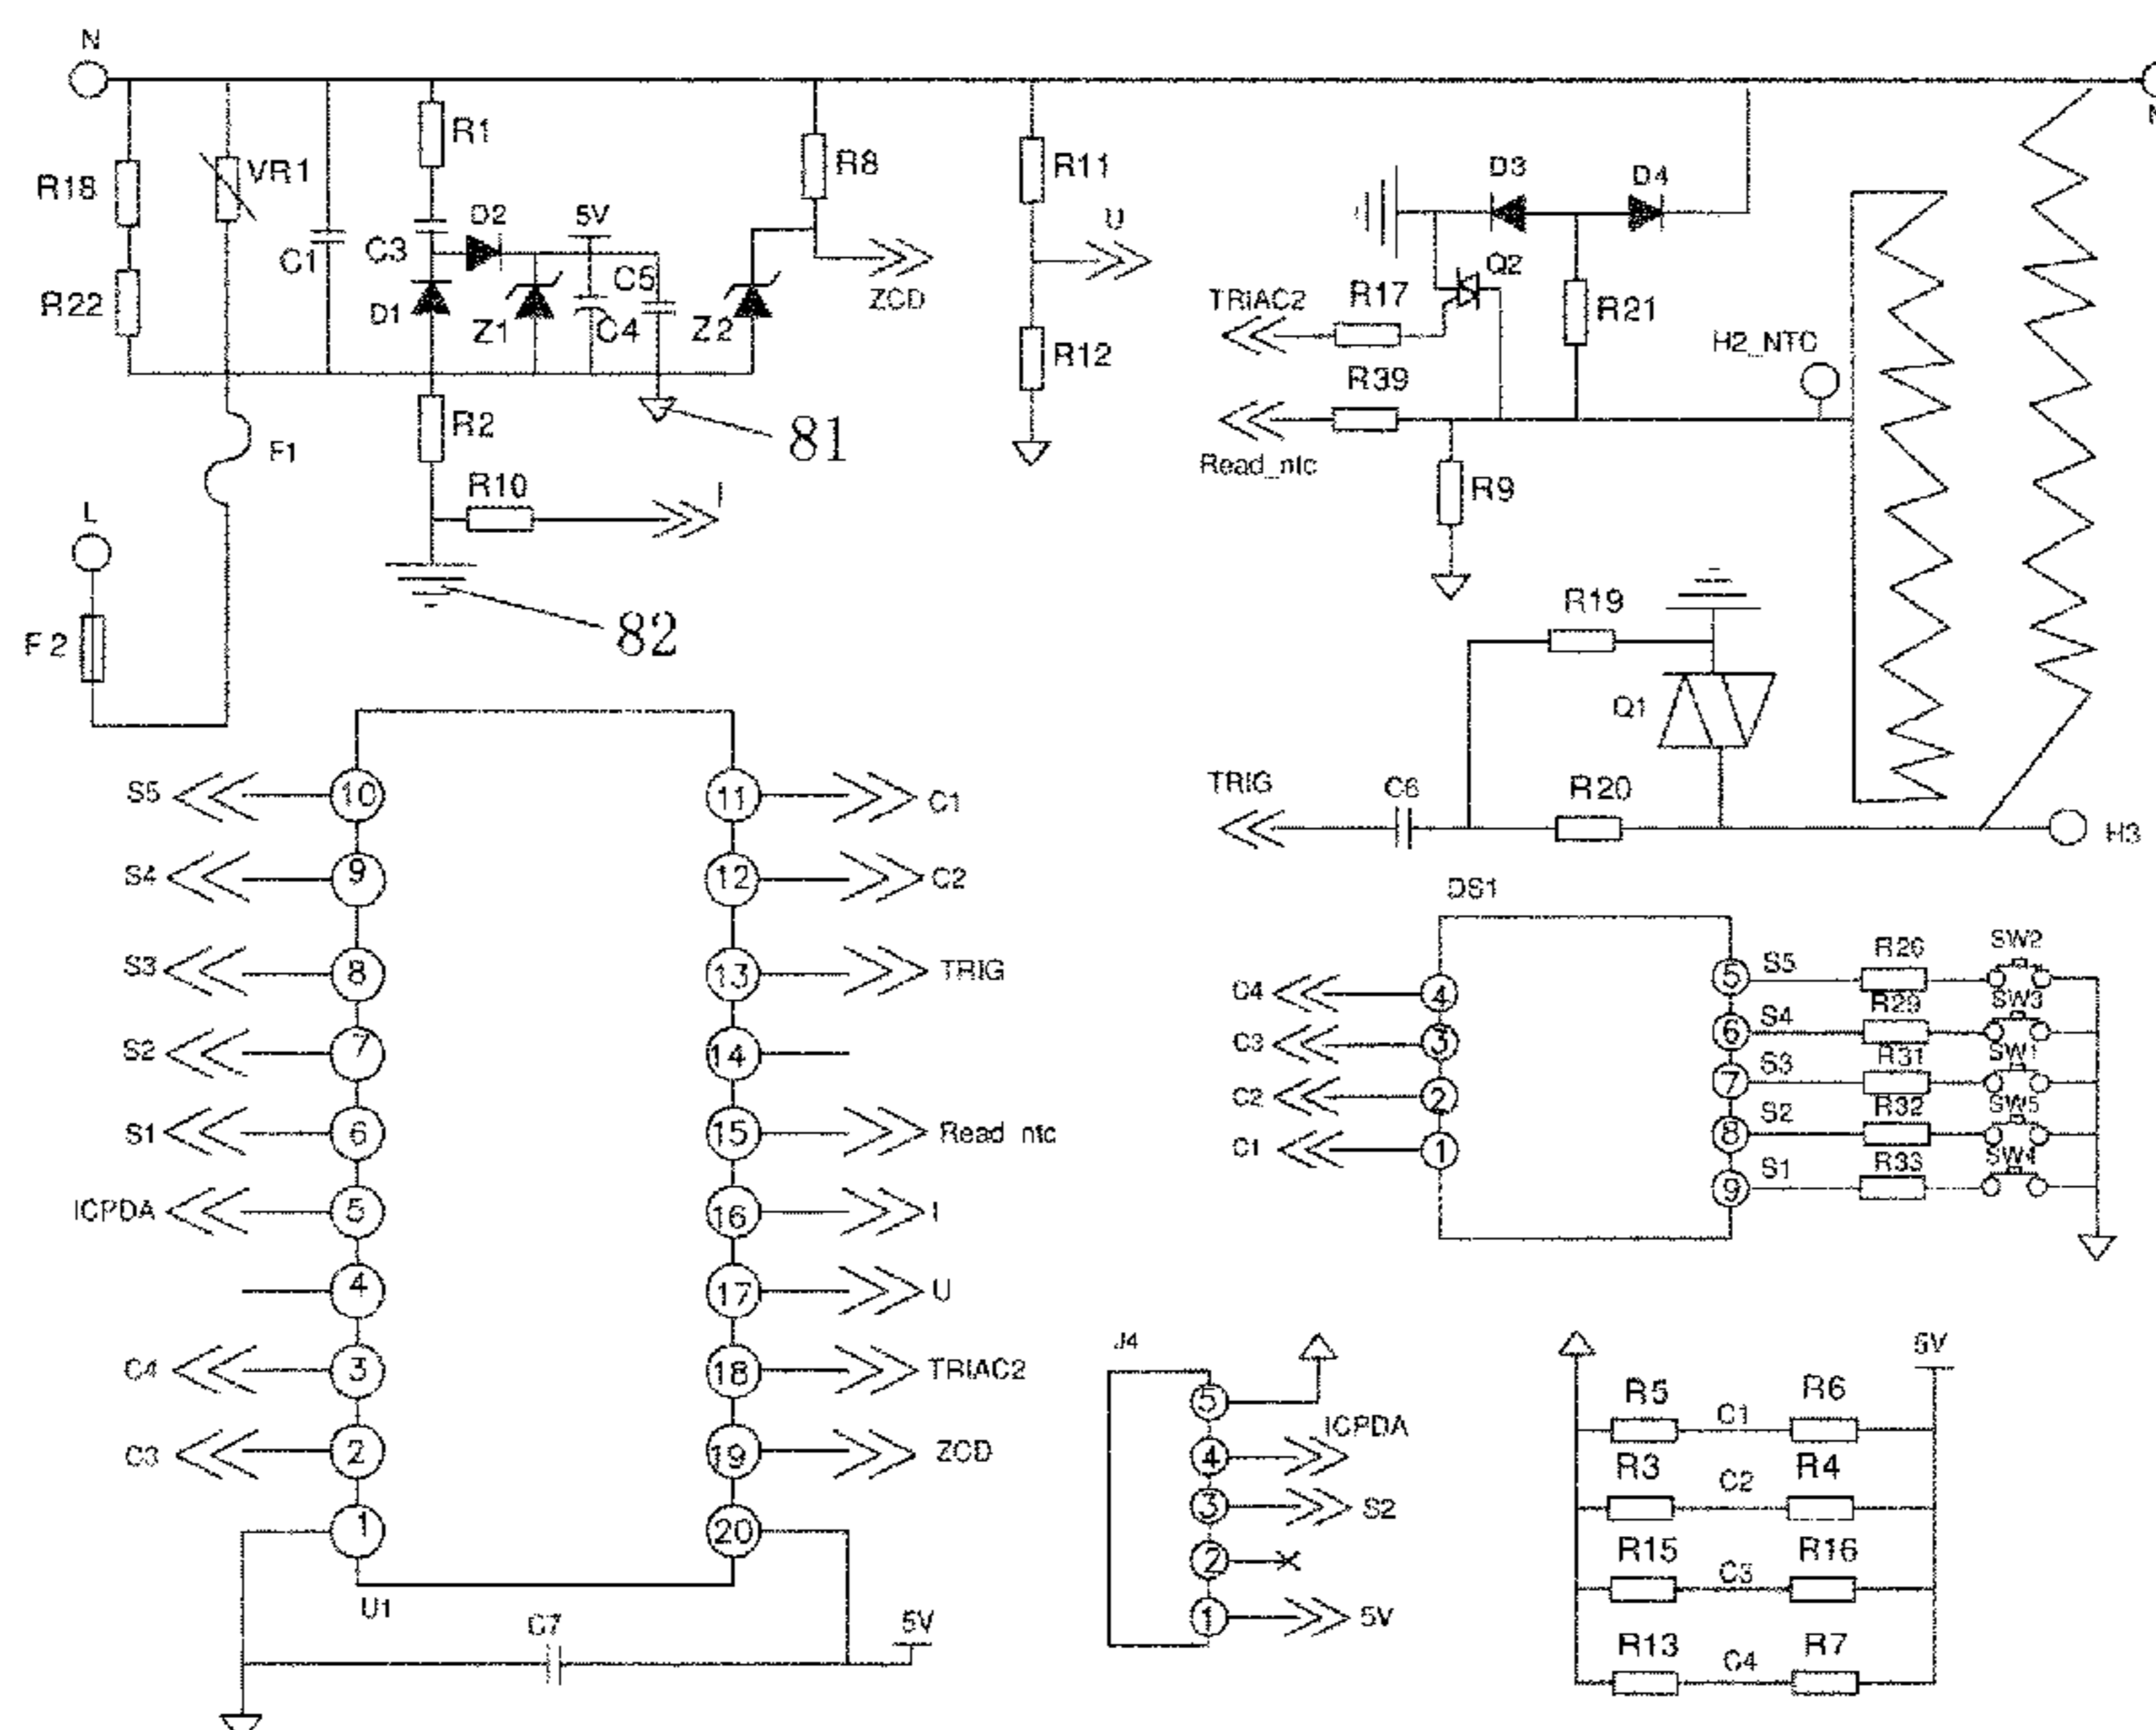 N
N
R18
VR1
C1
R1
C3
D2
5V
R8
R11
U
D3
D4
R22
D1
Z1
C5
C4
Z2
ZCD
R12
TRIAC2
R17
Q2
R21
H2_NTC
R39
Read_ntc
R2
81
F1
R10
I
R9
L
F2
82
R19
Q1
TRIG
C6
R20
H3
S5
10
11
C1
S4
9
12
C2
S3
8
13
TRIG
S2
7
14
S1
6
15
Read ntc
ICPDA
5
16
I
4
17
U
C4
3
18
TRIAC2
C3
2
19
ZCD
1
20
U1
C7
5V
DS1
C4
4
5
S5
R26
SW2
C3
3
6
S4
R29
SW3
C2
2
7
S3
R31
SW1
C1
1
8
S2
R32
SW5
9
S1
R33
SW4
J4
5
4
ICPDA
3
S2
2
1
5V
5V
R5
C1
R6
R3
C2
R4
R15
C3
R16
R13
C4
R7